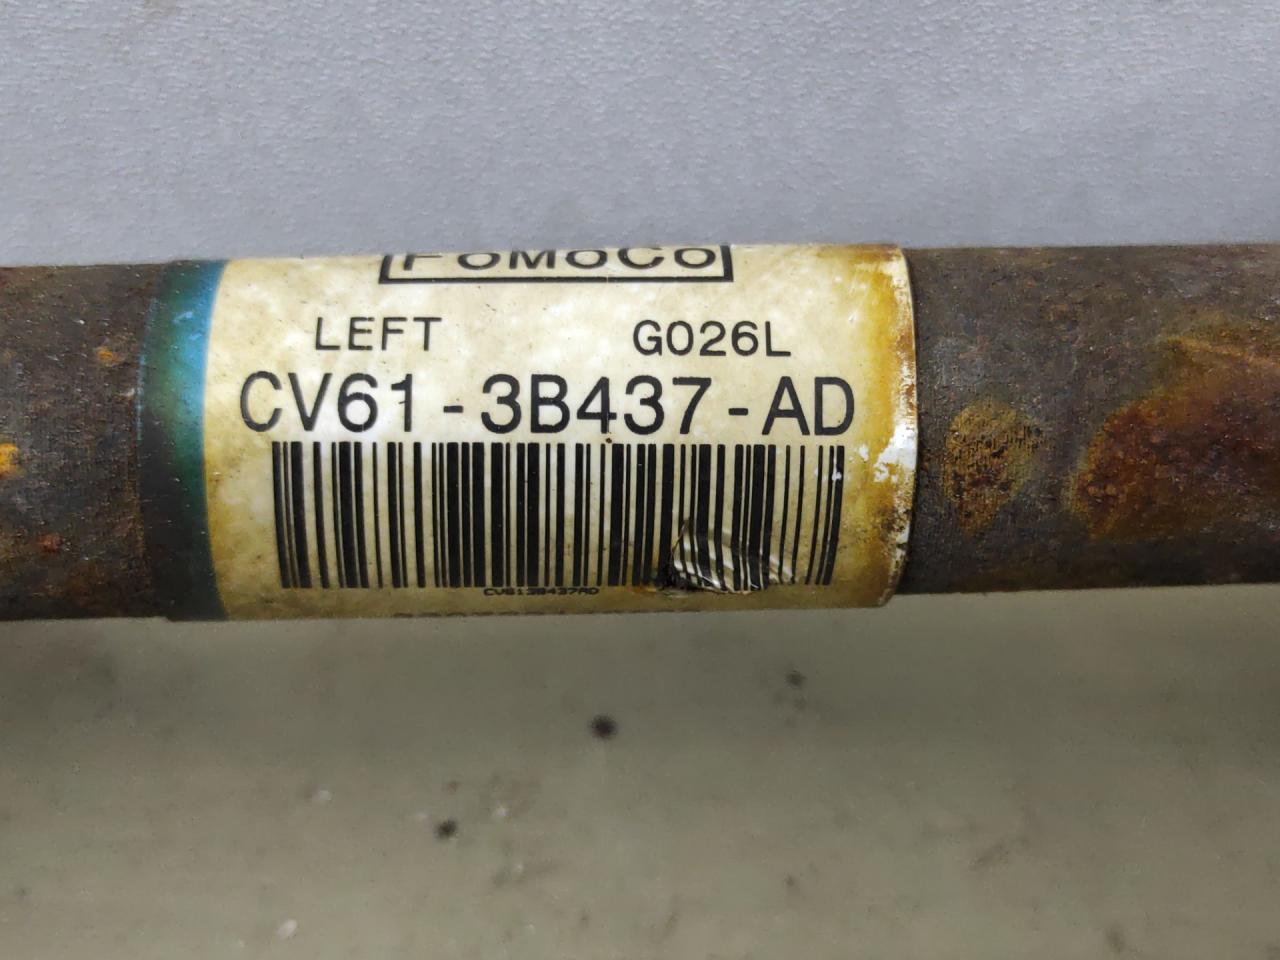 FoMoCo
LEFT G026L
CV61-3B437-AD
CV613B437AD